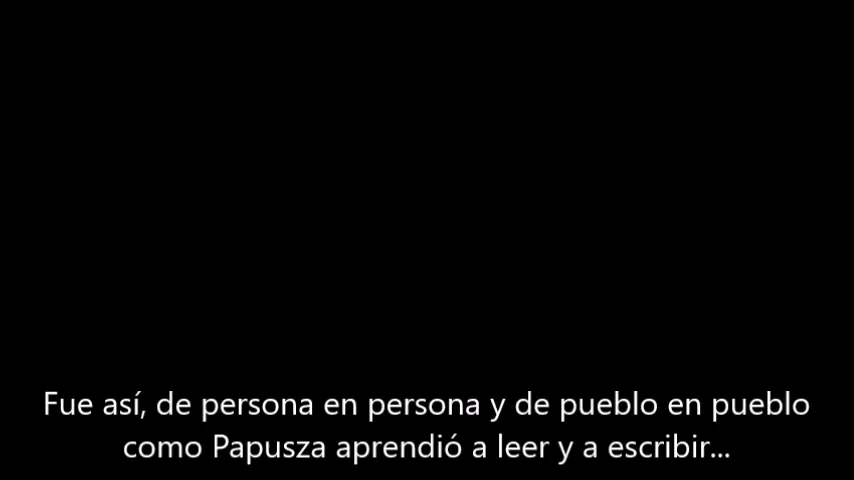 Fue así, de persona en persona y de pueblo en pueblo
como Papusza aprendió a leer y a escribir...